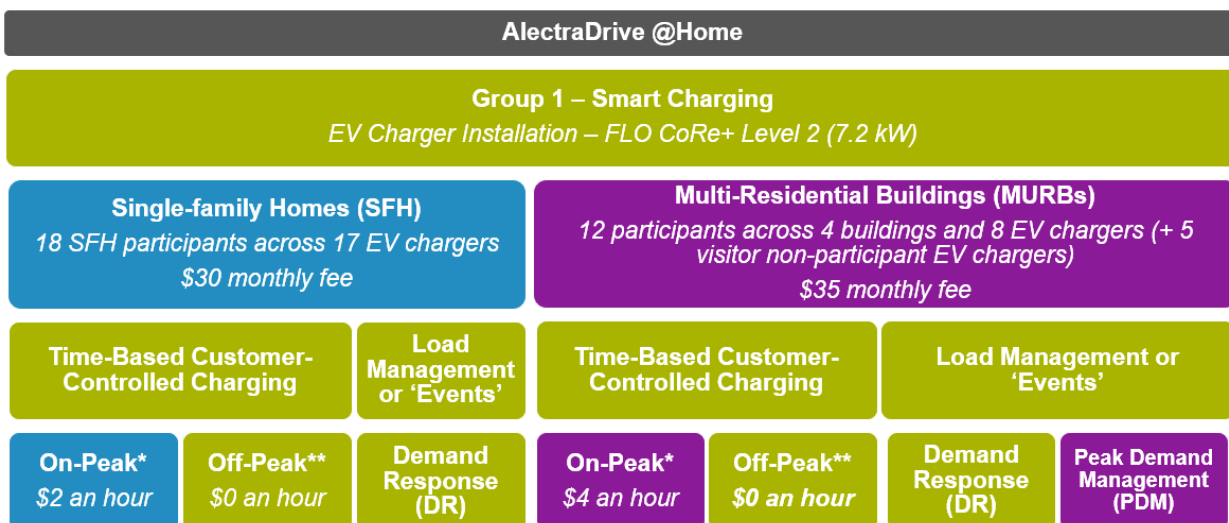 AlectraDrive @Home
Group 1 – Smart Charging
EV Charger Installation – FLO CoRe+ Level 2 (7.2 kW)
Single-family Homes (SFH)
18 SFH participants across 17 EV chargers
$30 monthly fee
Multi-Residential Buildings (MURBs)
12 participants across 4 buildings and 8 EV chargers (+ 5
visitor non-participant EV chargers)
$35 monthly fee
Time-Based Customer-
Controlled Charging
Load
Management
or ‘Events’
Time-Based Customer-
Controlled Charging
Load Management or
‘Events’
On-Peak*
$2 an hour
Off-Peak**
$0 an hour
Demand
Response
(DR)
On-Peak*
$4 an hour
Off-Peak**
$0 an hour
Demand
Response
(DR)
Peak Demand
Management
(PDM)